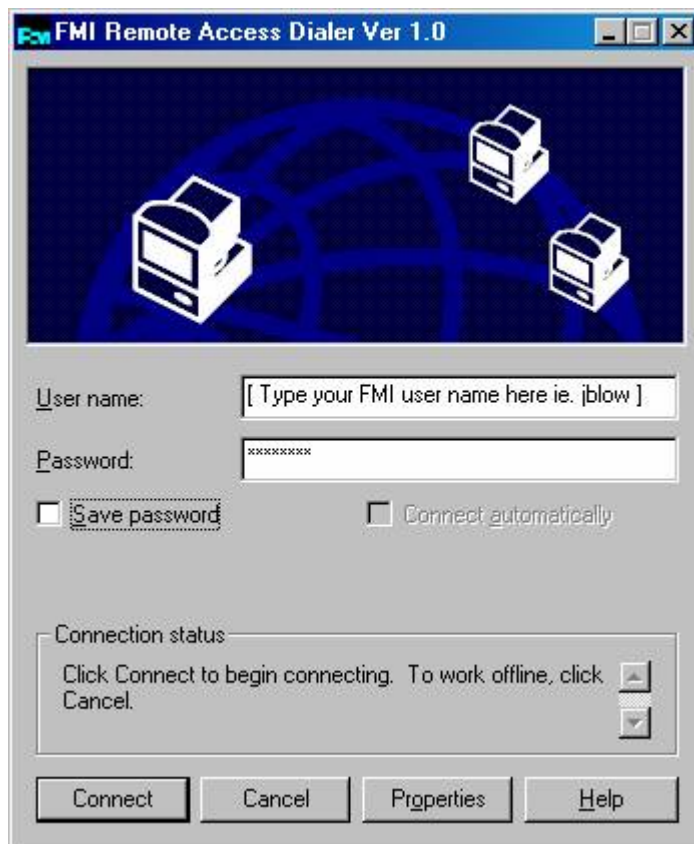 FMI FMI Remote Access Dialer Ver 1.0
User name:
[ Type your FMI user name here ie. jblow ]
Password:
xxxxxxxx
Save password
Connect automatically
Connection status
Click Connect to begin connecting. To work offline, click
Cancel.
Connect
Cancel
Properties
Help